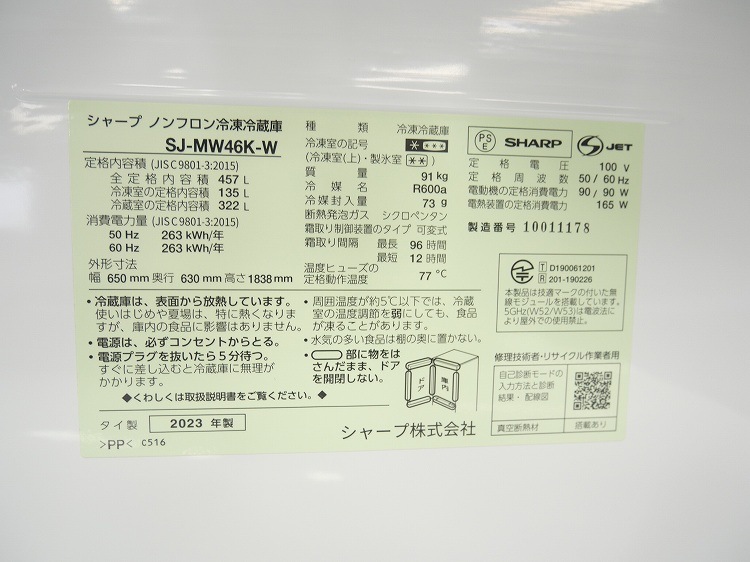 シャープ ノンフロン冷凍冷蔵庫
SJ-MW46K-W
定格内容積(JIS C 9801-3:2015)
全定格内容積 457 L
冷凍室の定格内容積 135 L
冷蔵室の定格内容積 322 L
消費電力量(JIS C 9801-3:2015)
50 Hz 263 kWh/年
60 Hz 263 kWh/年
外形寸法
幅 650 mm 奥行 630 mm 高さ 1838 mm
種類 冷凍冷蔵庫
冷凍室の記号 ****
(冷凍室(上)・製氷室 **)
質量 91 kg
冷媒名 R600a
冷媒封入量 73 g
断熱発泡ガス シクロペンタン
霜取り制御装置のタイプ 可変式
霜取り間隔 最長 96 時間
最短 12 時間
温度ヒューズの
定格動作温度 77 ℃
PS
E
SHARP
S JET
定格電圧 100 V
定格周波数 50/60 Hz
電動機の定格消費電力 90/90 W
電熱装置の定格消費電力 165 W
製造番号 10011178
T D190061201
R 201-190226
本製品は技適マークの付いた無
線モジュールを搭載しています。
5GHz(W52/W53)は電波法に
より屋外での使用禁止。
・冷蔵庫は、表面から放熱しています。
使いはじめや夏場は、特に熱くなりま
すが、庫内の食品に影響はありません。
・電源は、必ずコンセントからとる。
・電源プラグを抜いたら5分待つ。
すぐに差し込むと冷蔵庫に無理が
かかります。
◆くわしくは取扱説明書をご覧ください。◆
・周囲温度が約5℃以下では、冷蔵
室の温度調節を弱にしても、食品
が凍ることがあります。
・水気の多い食品は棚の奥に置かない。
・部に物をは
さんだまま、ドア
を開閉しない。
ドア
庫内
修理技術者・リサイクル作業者用
自己診断モードの
入力方法と診断
結果・配線図
真空断熱材 搭載あり
タイ製 2023 年製
シャープ株式会社
>PP< C516